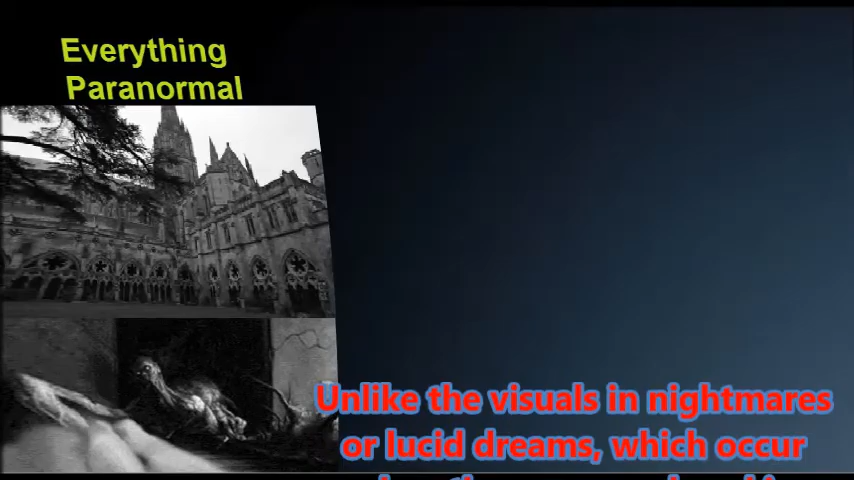 Everything
Paranormal
Unlike the visuals in nightmares
or lucid dreams, which occur